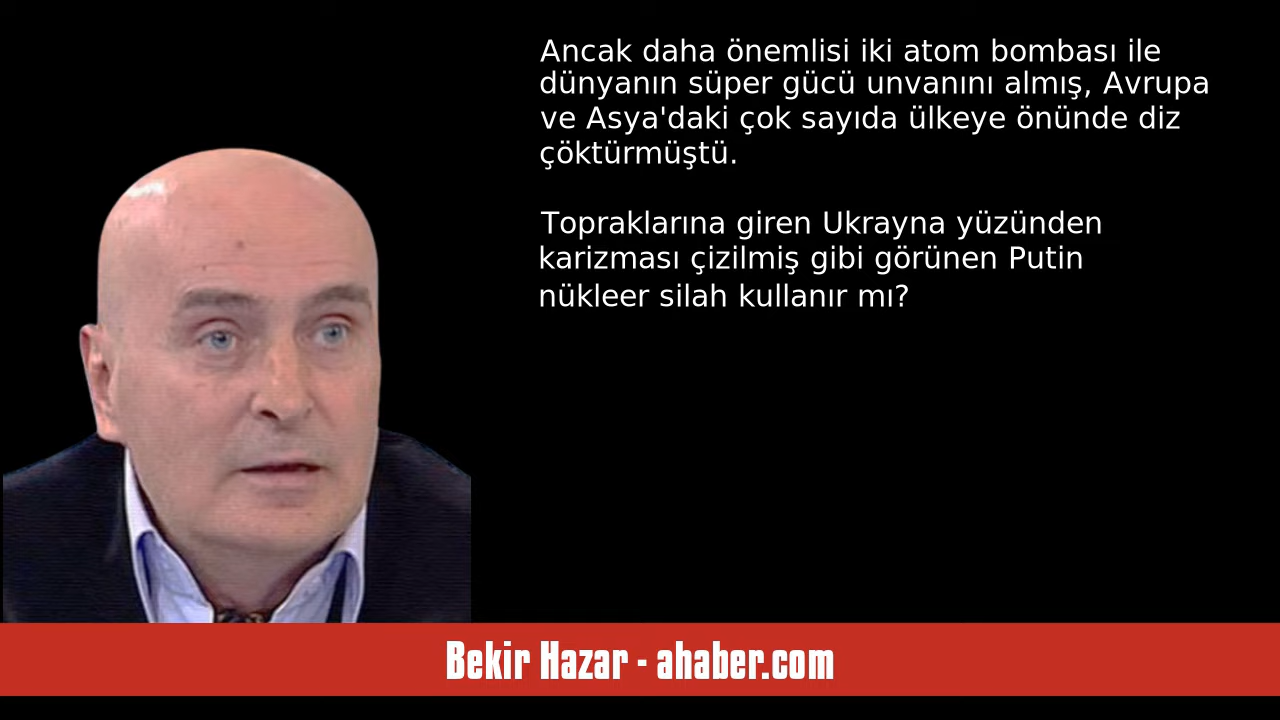 Ancak daha önemlisi iki atom bombası ile
dünyanın süper gücü unvanını almış, Avrupa
ve Asya'daki çok sayıda ülkeye önünde diz
çöktürmüştü.
Topraklarına giren Ukrayna yüzünden
karizması çizilmiş gibi görünen Putin
nükleer silah kullanır mı?
Bekir Hazar - ahaber.com